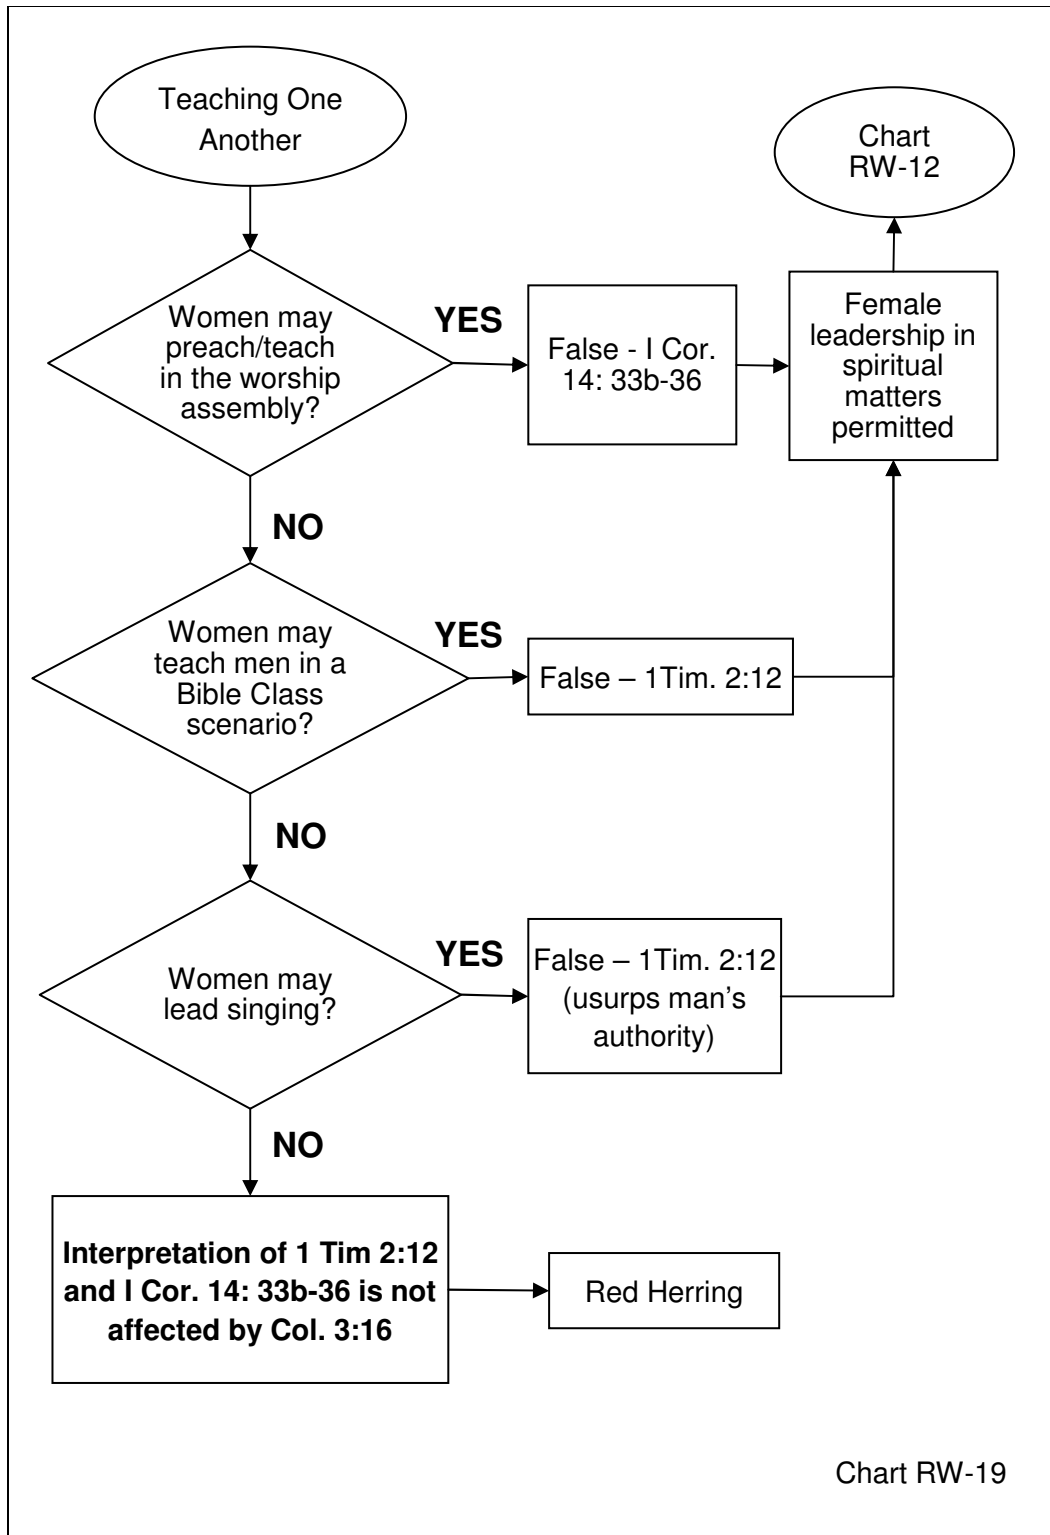 Teaching One
Another
Chart
RW-12
Women may
preach/teach
in the worship
assembly?
YES
False - I Cor.
14: 33b-36
Female
leadership in
spiritual
matters
permitted
NO
Women may
teach men in a
Bible Class
scenario?
YES
False – 1Tim. 2:12
NO
Women may
lead singing?
YES
False – 1Tim. 2:12
(usurps man’s
authority)
NO
Interpretation of 1 Tim 2:12
and I Cor. 14: 33b-36 is not
affected by Col. 3:16
Red Herring
Chart RW-19